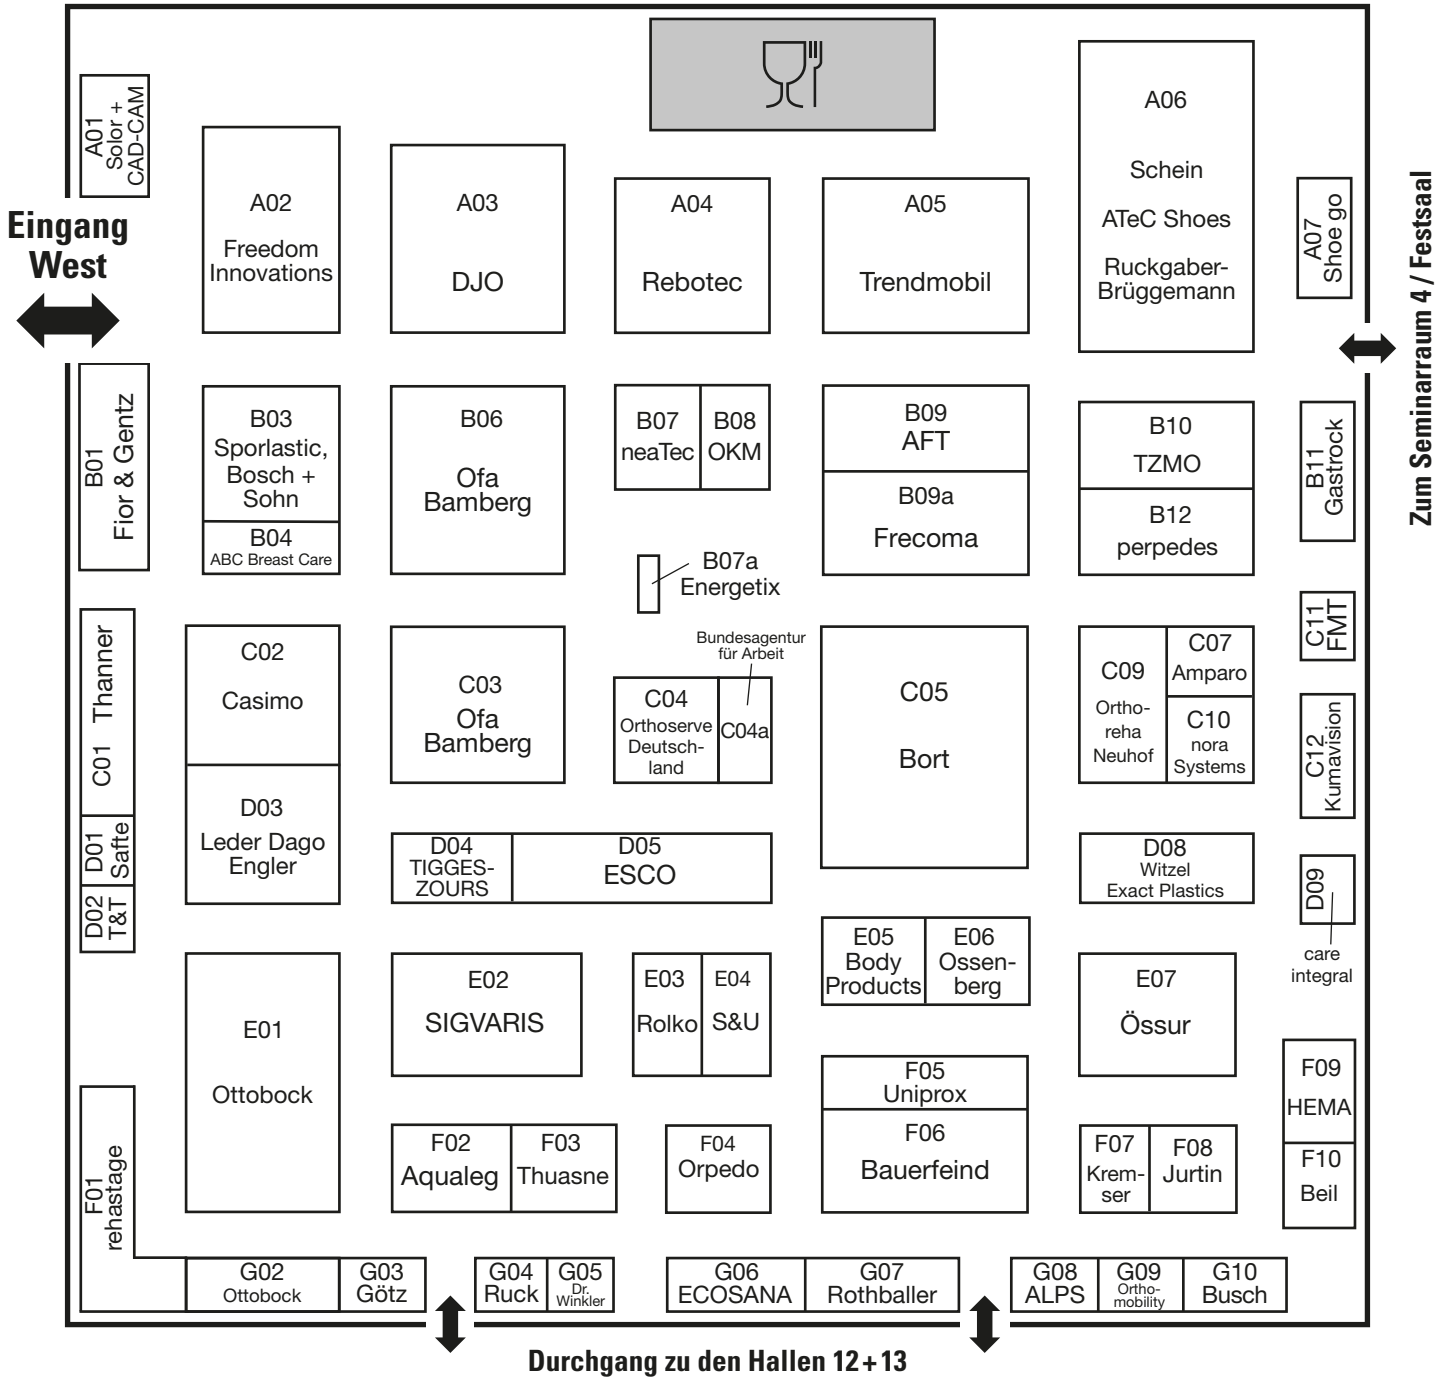 A01
Solor +
CAD-CAM
A02
Freedom
Innovations
A03
DJO
A04
Rebotec
A05
Trendmobil
A06
Schein
ATeC Shoes
Ruckgaber-
Brüggemann
A07
Shoe go
Eingang
West
Zum Seminarraum 4 / Festsaal
B01
Fior & Gentz
B03
Sporlastic,
Bosch +
Sohn
B04
ABC Breast Care
B06
Ofa
Bamberg
B07
neaTec
B08
OKM
B09
AFT
B09a
Frecoma
B10
TZMO
B12
perpedes
B11
Gastrock
B07a
Energetix
C01 Thanner
C02
Casimo
C03
Ofa
Bamberg
Bundesagentur
für Arbeit
C04
Orthoserve
Deutsch-
land
C04a
C05
Bort
C09
Ortho-
reha
Neuhof
C07
Amparo
C10
nora
Systems
C11
FMT
C12
Kumavision
D01
Safte
D02
T&T
D03
Leder Dago
Engler
D04
TIGGES-
ZOURS
D05
ESCO
D08
Witzel
Exact Plastics
D09
care
integral
E01
Ottobock
E02
SIGVARIS
E03
Rolko
E04
S&U
E05
Body
Products
E06
Ossen-
berg
E07
Össur
F01
rehastage
F02
Aqualeg
F03
Thuasne
F04
Orpedo
F05
Uniprox
F06
Bauerfeind
F07
Krem-
ser
F08
Jurtin
F09
HEMA
F10
Beil
G02
Ottobock
G03
Götz
G04
Ruck
G05
Dr.
Winkler
G06
ECOSANA
G07
Rothballer
G08
ALPS
G09
Ortho-
mobility
G10
Busch
Durchgang zu den Hallen 12+13